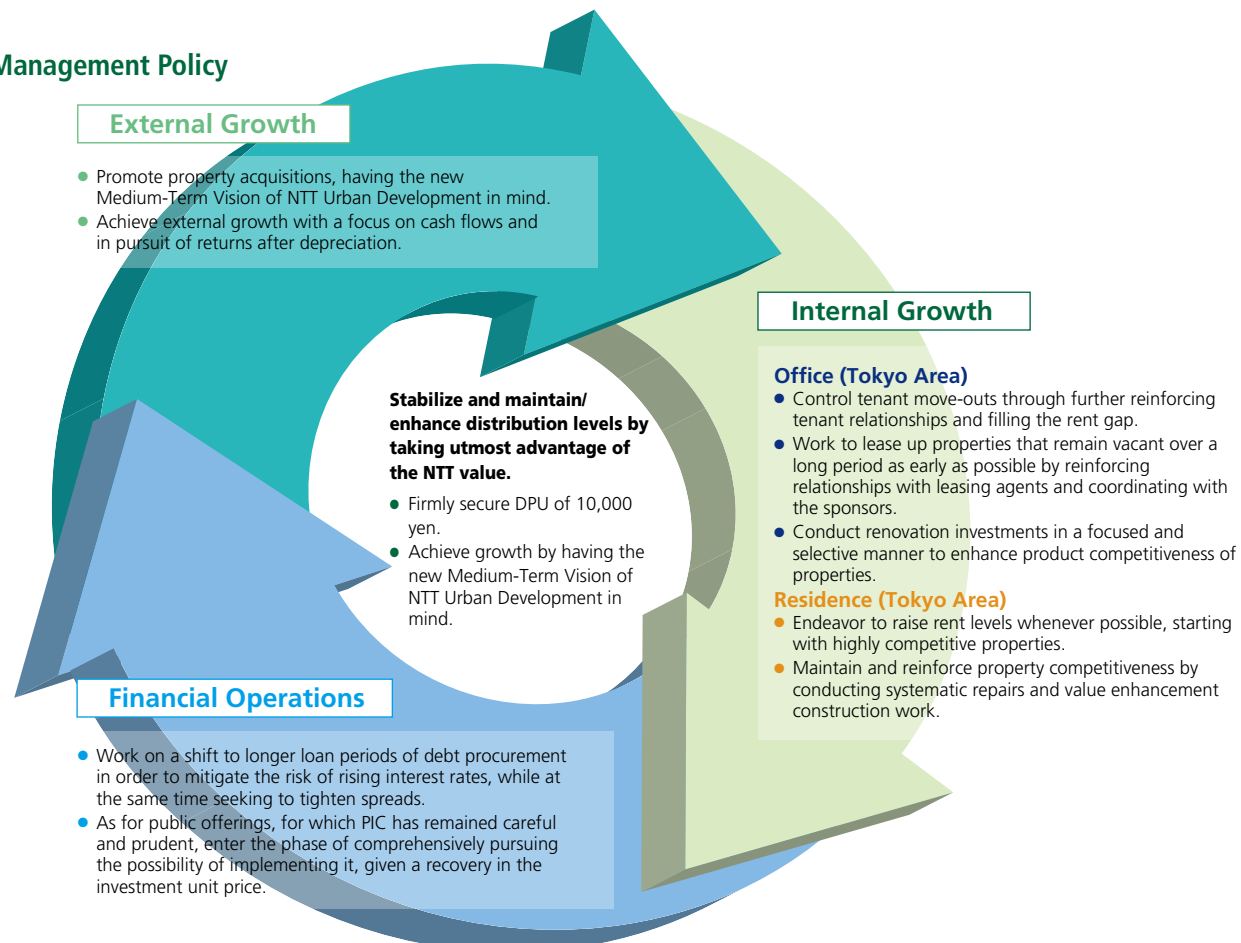 Management Policy
External Growth
● Promote property acquisitions, having the new
Medium-Term Vision of NTT Urban Development in mind.
● Achieve external growth with a focus on cash flows and
in pursuit of returns after depreciation.
Internal Growth
Office (Tokyo Area)
● Control tenant move-outs through further reinforcing
tenant relationships and filling the rent gap.
● Work to lease up properties that remain vacant over a
long period as early as possible by reinforcing
relationships with leasing agents and coordinating with
the sponsors.
● Conduct renovation investments in a focused and
selective manner to enhance product competitiveness of
properties.
Residence (Tokyo Area)
● Endeavor to raise rent levels whenever possible, starting
with highly competitive properties.
● Maintain and reinforce property competitiveness by
conducting systematic repairs and value enhancement
construction work.
Stabilize and maintain/
enhance distribution levels by
taking utmost advantage of
the NTT value.
● Firmly secure DPU of 10,000
yen.
● Achieve growth by having the
new Medium-Term Vision of
NTT Urban Development in
mind.
Financial Operations
● Work on a shift to longer loan periods of debt procurement
in order to mitigate the risk of rising interest rates, while at
the same time seeking to tighten spreads.
● As for public offerings, for which PIC has remained careful
and prudent, enter the phase of comprehensively pursuing
the possibility of implementing it, given a recovery in the
investment unit price.